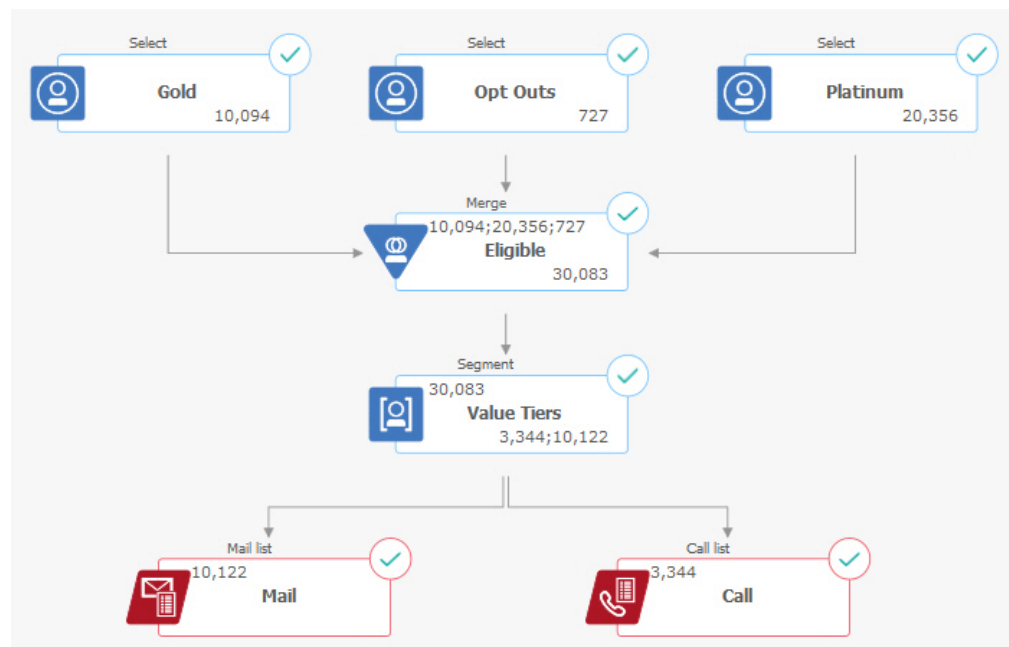 Select
Gold
10,094
Select
Opt Outs
727
Select
Platinum
20,356
Merge
10,094;20,356;727
Eligible
30,083
Segment
30,083
Value Tiers
3,344;10,122
Mail list
10,122
Mail
Call list
3,344
Call